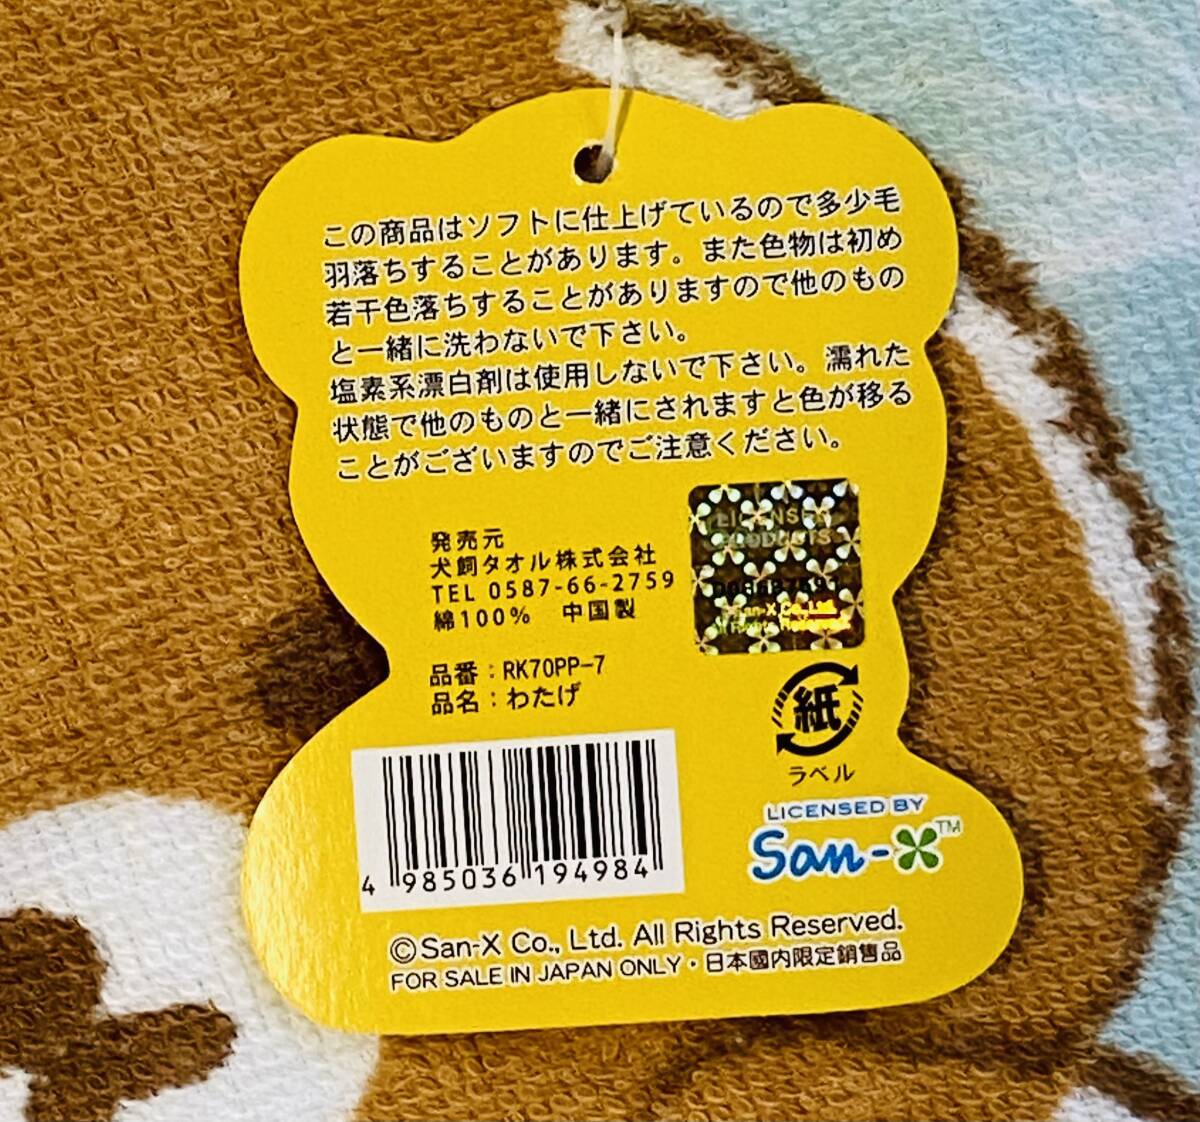 この商品はソフトに仕上げているので多少毛
羽落ちすることがあります。また色物は初め
若干色落ちすることがありますので他のもの
と一緒に洗わないで下さい。
塩素系漂白剤は使用しないで下さい。濡れた
状態で他のものと一緒にされますと色が移る
ことがございますのでご注意ください。
発売元
犬飼タオル株式会社
TEL 0587-66-2759
綿100% 中国製
品番：RK70PP-7
品名：わたげ
LICENSED
PRODUCTS
San-X Co.,Ltd.
All Rights Reserved.
紙
ラベル
4 985036 194984
LICENSED BY
San-X™
©San-X Co., Ltd. All Rights Reserved.
FOR SALE IN JAPAN ONLY・日本國内限定銷售品